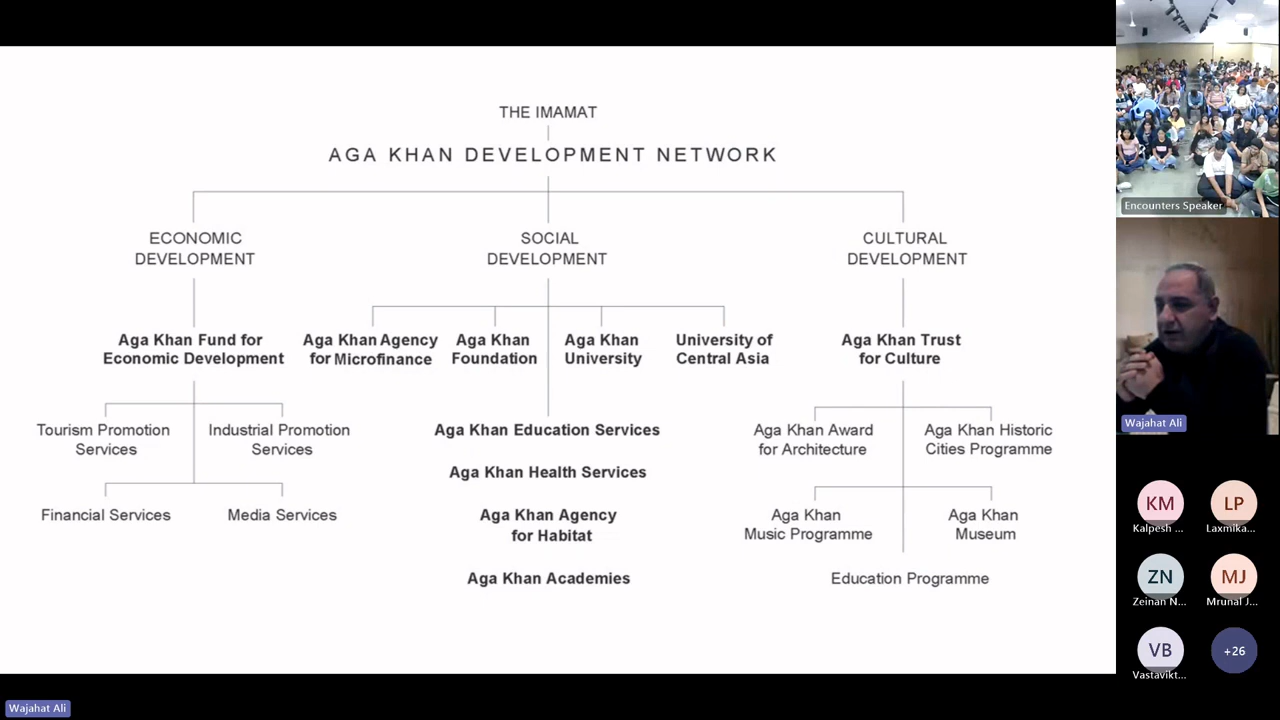 THE IMAMAT
AGA KHAN DEVELOPMENT NETWORK
ECONOMIC
DEVELOPMENT
SOCIAL
DEVELOPMENT
CULTURAL
DEVELOPMENT
Aga Khan Fund for
Economic Development
Aga Khan Agency
for Microfinance
Aga Khan
Foundation
Aga Khan
University
University of
Central Asia
Aga Khan Trust
for Culture
Tourism Promotion
Services
Industrial Promotion
Services
Financial Services
Media Services
Aga Khan Education Services
Aga Khan Health Services
Aga Khan Agency
for Habitat
Aga Khan Academies
Aga Khan Award
for Architecture
Aga Khan Historic
Cities Programme
Aga Khan
Music Programme
Aga Khan
Museum
Education Programme
Encounters Speaker
Wajahat Ali
KM
Kalpesh ...
LP
Laxmika...
ZN
Zeinan N...
MJ
Mrunal J...
VB
Vastavikt...
+26
Wajahat Ali